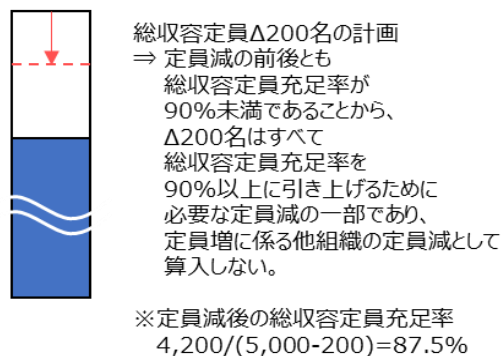 総収容定員Δ200名の計画
⇒ 定員減の前後とも
総収容定員充足率が
90%未満であることから、
Δ200名はすべて
総収容定員充足率を
90%以上に引き上げるために
必要な定員減の一部であり、
定員増に係る他組織の定員減として
算入しない。
※定員減後の総収容定員充足率
4,200/(5,000-200)=87.5%